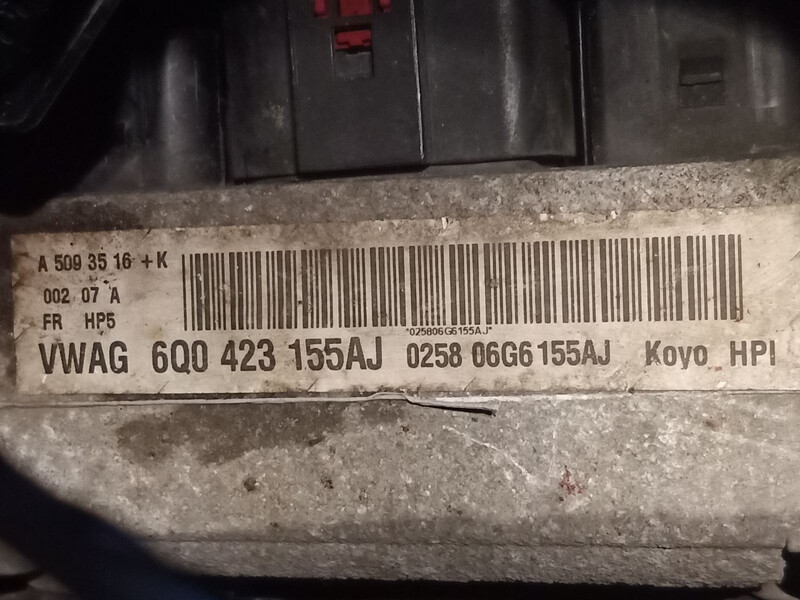 A 509 35 16 +K
002 07 A
FR HP5
*025806G6155AJ*
VWAG 6Q0 423 155AJ 0258 06G6155AJ Koyo HPI